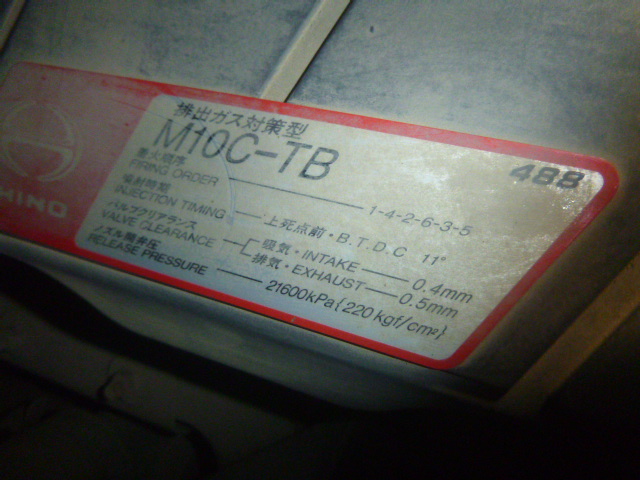 HINO
排出ガス対策型
M10C-TB 488
着火順序
FIRING ORDER 1-4-2-6-3-5
噴射時期
INJECTION TIMING 上死点前・B.T.D.C 11°
バルブクリアランス
VALVE CLEARANCE 吸気・INTAKE 0.4mm
排気・EXHAUST 0.5mm
ノズル開弁圧
RELEASE PRESSURE 21600kPa{220kgf/cm²}